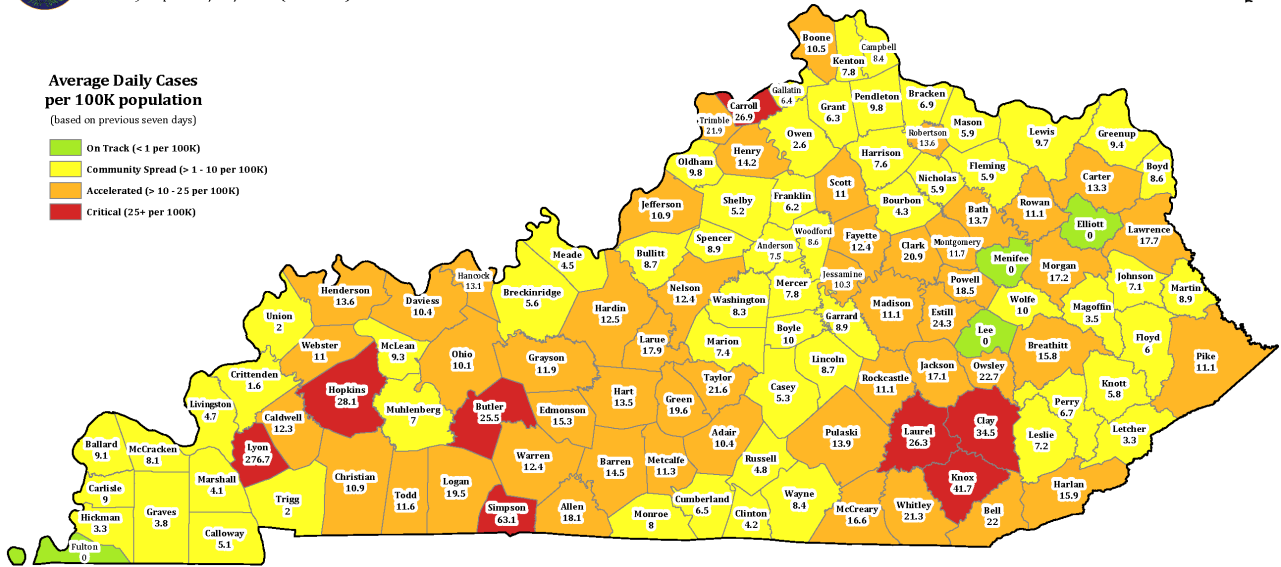 Average Daily Cases
per 100K population
(based on previous seven days)
On Track (< 1 per 100K)
Community Spread (> 1 - 10 per 100K)
Accelerated (> 10 - 25 per 100K)
Critical (25+ per 100K)
Boone
10.5
Kenton
7.8
Campbell
8.4
Gallatin
6.4
Carroll
26.9
Trimble
21.9
Grant
6.3
Pendleton
9.8
Bracken
6.9
Robertson
13.6
Mason
5.9
Lewis
9.7
Greenup
9.4
Boyd
8.6
Owen
2.6
Henry
14.2
Oldham
9.8
Harrison
7.6
Nicholas
5.9
Fleming
5.9
Carter
13.3
Jefferson
10.9
Shelby
5.2
Franklin
6.2
Scott
11
Bourbon
4.3
Bath
13.7
Rowan
11.1
Elliott
0
Lawrence
17.7
Spencer
8.9
Anderson
7.5
Woodford
8.6
Fayette
12.4
Clark
20.9
Montgomery
11.7
Menifee
0
Morgan
17.2
Johnson
7.1
Martin
8.9
Meade
4.5
Bullitt
8.7
Hancock
13.1
Breckinridge
5.6
Nelson
12.4
Washington
8.3
Mercer
7.8
Jessamine
10.3
Powell
18.5
Wolfe
10
Magoffin
3.5
Henderson
13.6
Daviess
10.4
Union
2
Hardin
12.5
Larue
17.9
Marion
7.4
Boyle
10
Garrard
8.9
Madison
11.1
Estill
24.3
Lee
0
Breathitt
15.8
Floyd
6
Pike
11.1
Webster
11
McLean
9.3
Ohio
10.1
Grayson
11.9
Lincoln
8.7
Rockcastle
11.1
Jackson
17.1
Owsley
22.7
Knott
5.8
Crittenden
1.6
Hopkins
28.1
Muhlenberg
7
Butler
25.5
Edmonson
15.3
Hart
13.5
Green
19.6
Taylor
21.6
Casey
5.3
Perry
6.7
Letcher
3.3
Livingston
4.7
Caldwell
12.3
Lyon
276.7
Adair
10.4
Pulaski
13.9
Laurel
26.3
Clay
34.5
Leslie
7.2
Ballard
9.1
McCracken
8.1
Marshall
4.1
Trigg
2
Christian
10.9
Todd
11.6
Logan
19.5
Warren
12.4
Barren
14.5
Metcalfe
11.3
Russell
4.8
Knox
41.7
Harlan
15.9
Carlisle
9
Hickman
3.3
Graves
3.8
Calloway
5.1
Fulton
0
Simpson
63.1
Allen
18.1
Monroe
8
Cumberland
6.5
Clinton
4.2
Wayne
8.4
McCreary
16.6
Whitley
21.3
Bell
22